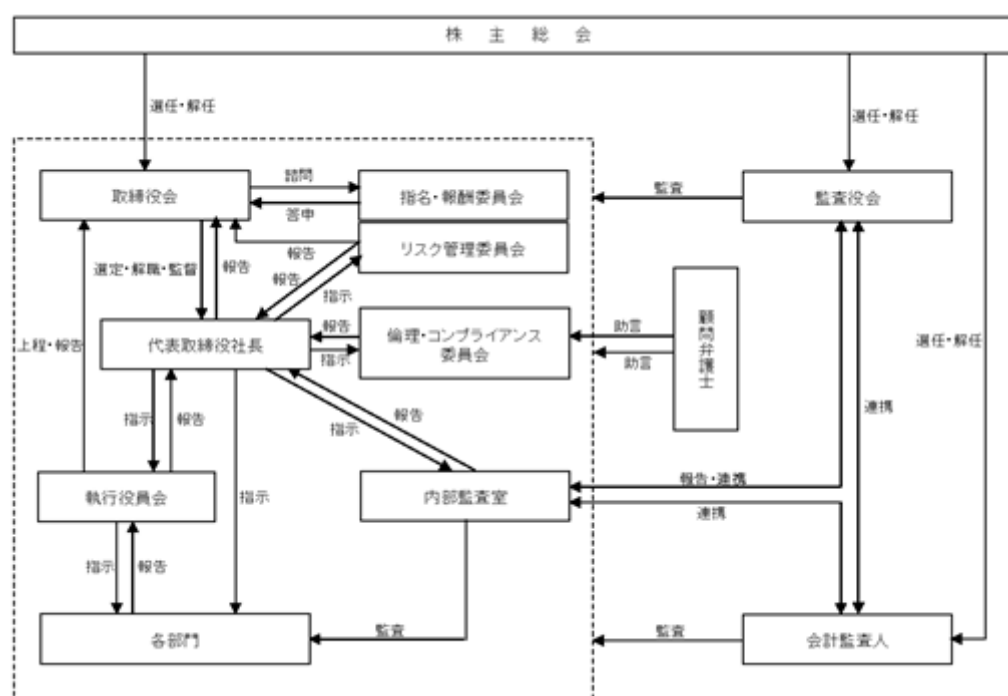 株主総会
選任・解任
選任・解任
取締役会
諮問
答申
指名・報酬委員会
監査
監査役会
報告
リスク管理委員会
選定・解職・監督
報告
報告
指示
顧問弁護士
上程・報告
代表取締役社長
報告
指示
倫理・コンプライアンス
委員会
助言
助言
選任・解任
連携
指示
報告
報告
指示
執行役員会
指示
内部監査室
報告・連携
連携
指示
報告
各部門
監査
監査
会計監査人